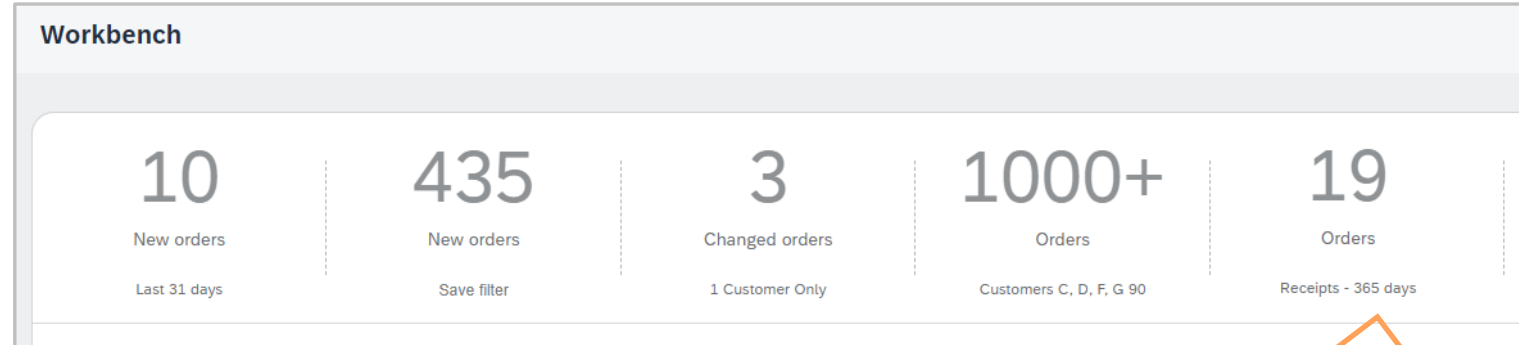 Workbench
10
New orders
Last 31 days
435
New orders
Save filter
3
Changed orders
1 Customer Only
1000+
Orders
Customers C, D, F, G 90
19
Orders
Receipts - 365 days